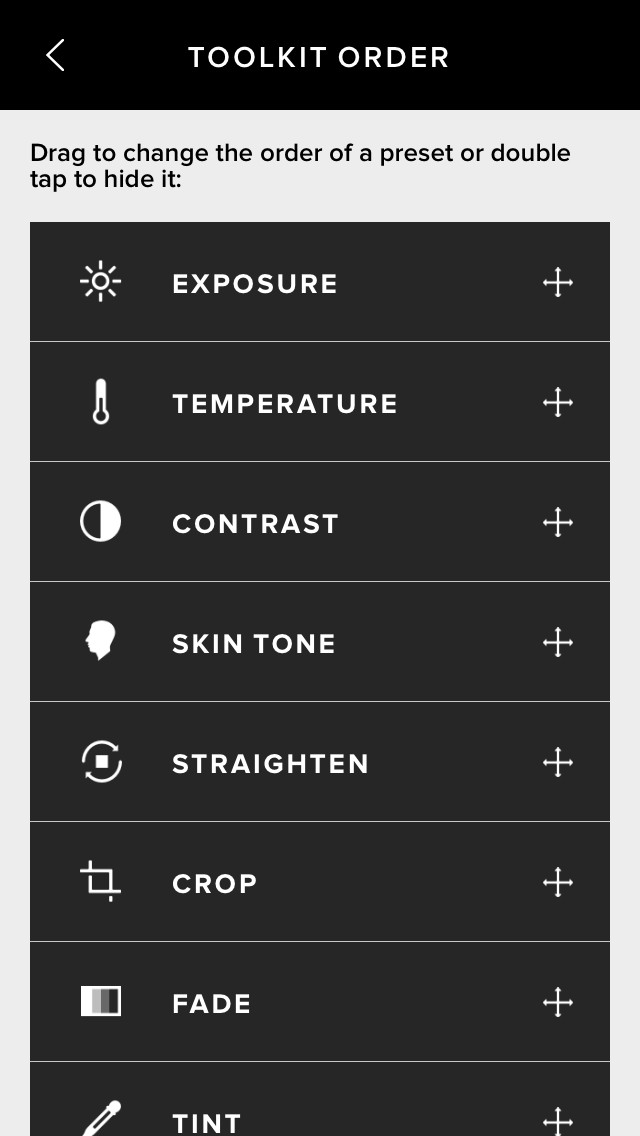 TOOLKIT ORDER
Drag to change the order of a preset or double
tap to hide it:
EXPOSURE
TEMPERATURE
CONTRAST
SKIN TONE
STRAIGHTEN
CROP
FADE
TINT